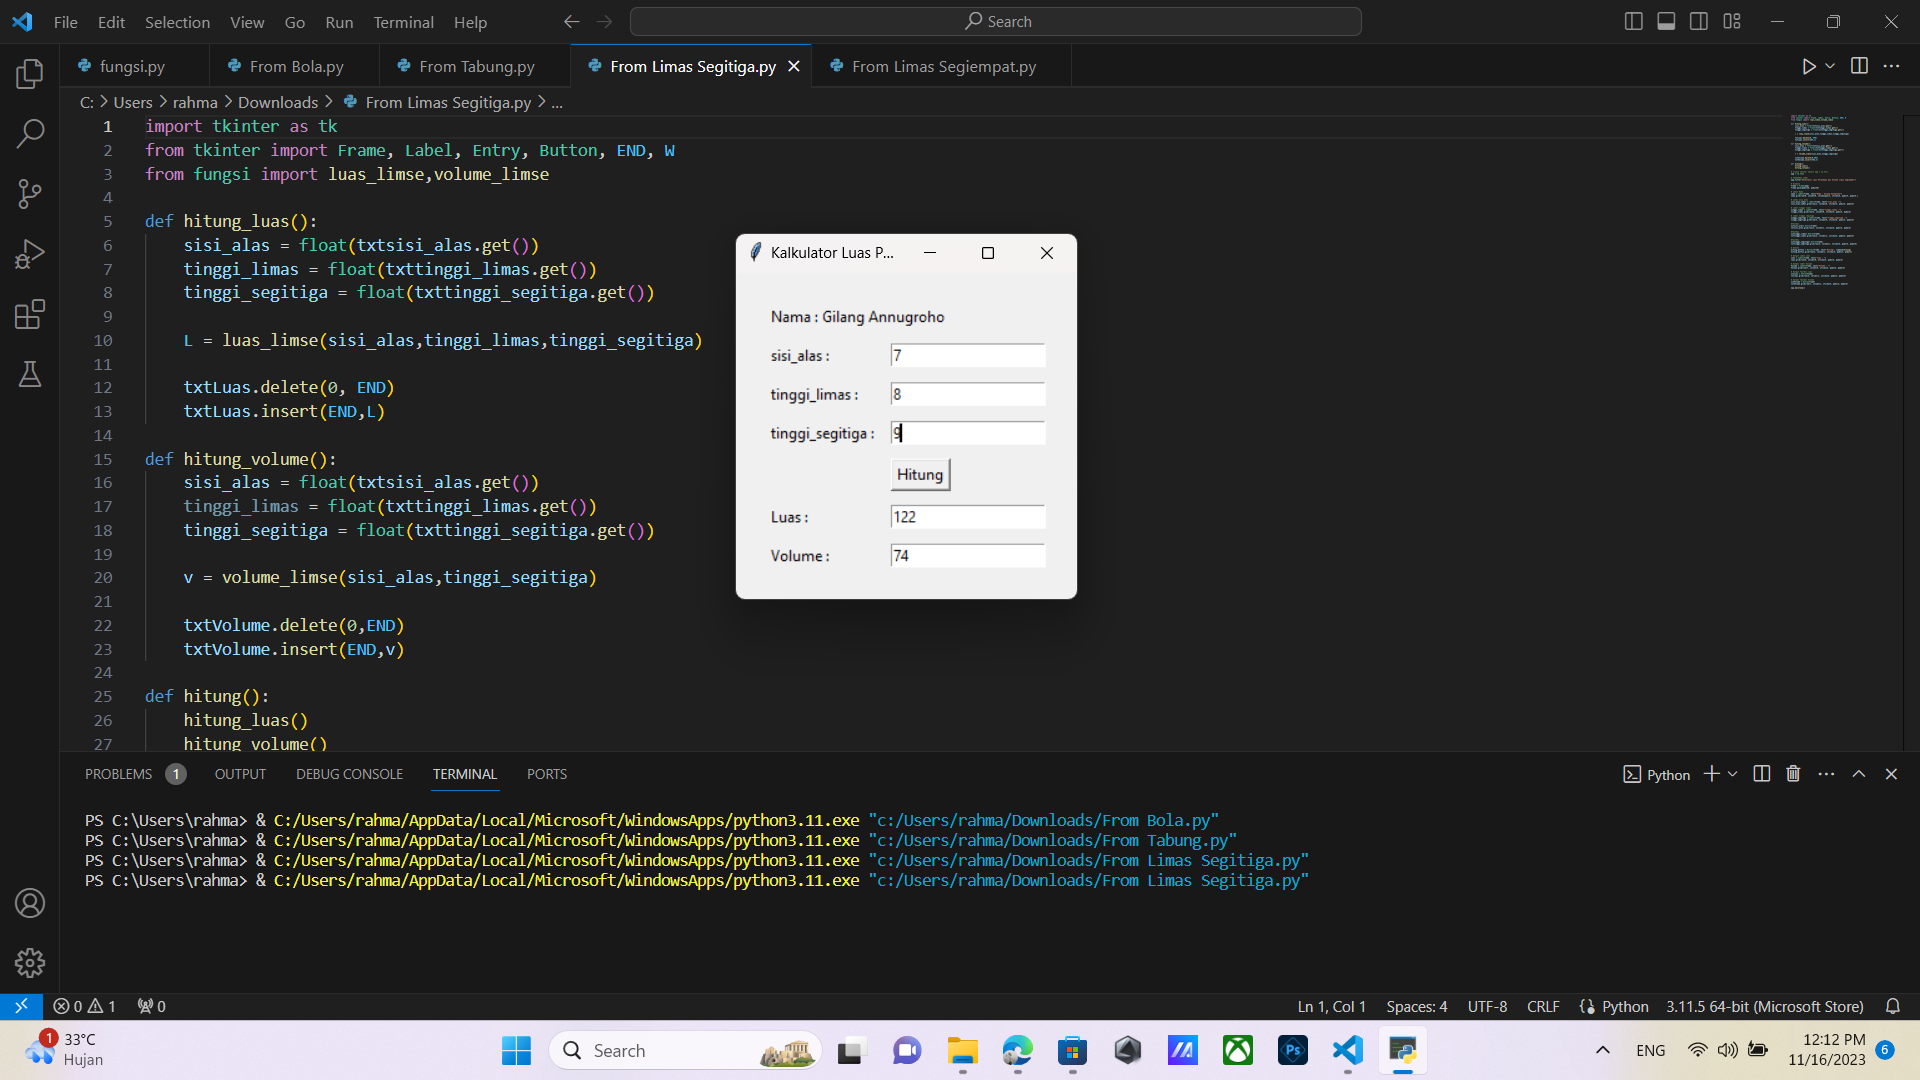 File Edit Selection View Go Run Terminal Help
Search
fungsi.py
From Bola.py
From Tabung.py
From Limas Segitiga.py
From Limas Segiempat.py
C: > Users > rahma > Downloads > From Limas Segitiga.py > ...
1 import tkinter as tk
2 from tkinter import Frame, Label, Entry, Button, END, W
3 from fungsi import luas_limse,volume_limse
4
5 def hitung_luas():
6 sisi_alas = float(txtsisi_alas.get())
7 tinggi_limas = float(txttinggi_limas.get())
8 tinggi_segitiga = float(txttinggi_segitiga.get())
9
10 L = luas_limse(sisi_alas,tinggi_limas,tinggi_segitiga)
11
12 txtLuas.delete(0, END)
13 txtLuas.insert(END,L)
14
15 def hitung_volume():
16 sisi_alas = float(txtsisi_alas.get())
17 tinggi_limas = float(txttinggi_limas.get())
18 tinggi_segitiga = float(txttinggi_segitiga.get())
19
20 v = volume_limse(sisi_alas,tinggi_segitiga)
21
22 txtVolume.delete(0,END)
23 txtVolume.insert(END,v)
24
25 def hitung():
26 hitung_luas()
27 hitung_volume()
Kalkulator Luas P...
Nama : Gilang Annugroho
sisi_alas : 7
tinggi_limas : 8
tinggi_segitiga : 9
Hitung
Luas : 122
Volume : 74
PROBLEMS 1 OUTPUT DEBUG CONSOLE TERMINAL PORTS
Python
PS C:\Users\rahma> & C:/Users/rahma/AppData/Local/Microsoft/WindowsApps/python3.11.exe "c:/Users/rahma/Downloads/From Bola.py"
PS C:\Users\rahma> & C:/Users/rahma/AppData/Local/Microsoft/WindowsApps/python3.11.exe "c:/Users/rahma/Downloads/From Tabung.py"
PS C:\Users\rahma> & C:/Users/rahma/AppData/Local/Microsoft/WindowsApps/python3.11.exe "c:/Users/rahma/Downloads/From Limas Segitiga.py"
PS C:\Users\rahma> & C:/Users/rahma/AppData/Local/Microsoft/WindowsApps/python3.11.exe "c:/Users/rahma/Downloads/From Limas Segitiga.py"
0 1 0
Ln 1, Col 1 Spaces: 4 UTF-8 CRLF Python 3.11.5 64-bit (Microsoft Store)
1
33°C
Hujan
Search
Ps
ENG
12:12 PM
11/16/2023
6